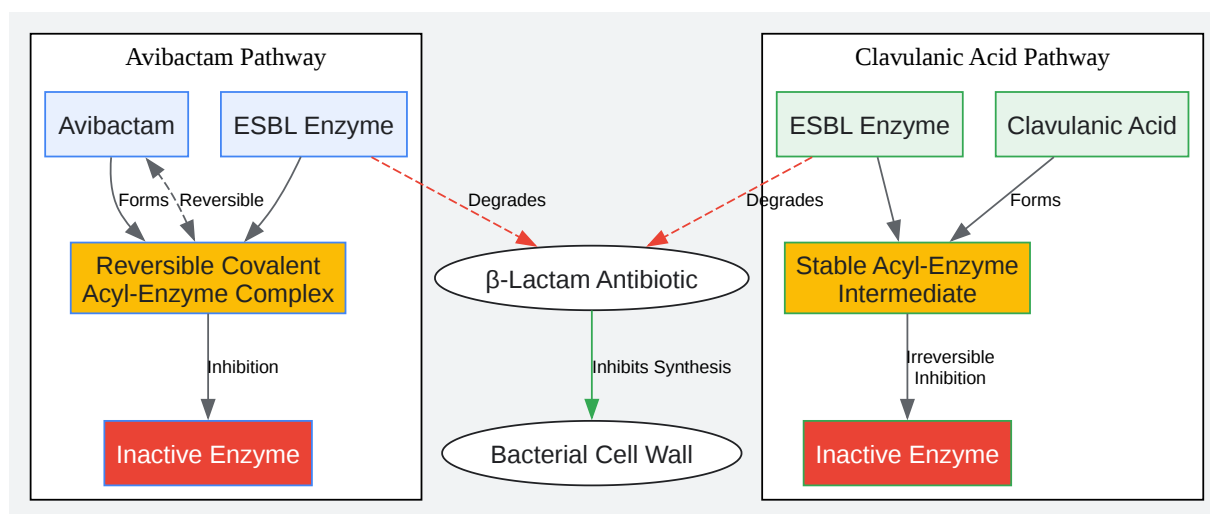 Avibactam Pathway
Clavulanic Acid Pathway
Avibactam
ESBL Enzyme
ESBL Enzyme
Clavulanic Acid
Forms
Reversible
Degrades
Degrades
Forms
Reversible Covalent
Acyl-Enzyme Complex
β-Lactam Antibiotic
Stable Acyl-Enzyme
Intermediate
Inhibition
Inhibits Synthesis
Irreversible
Inhibition
Inactive Enzyme
Bacterial Cell Wall
Inactive Enzyme